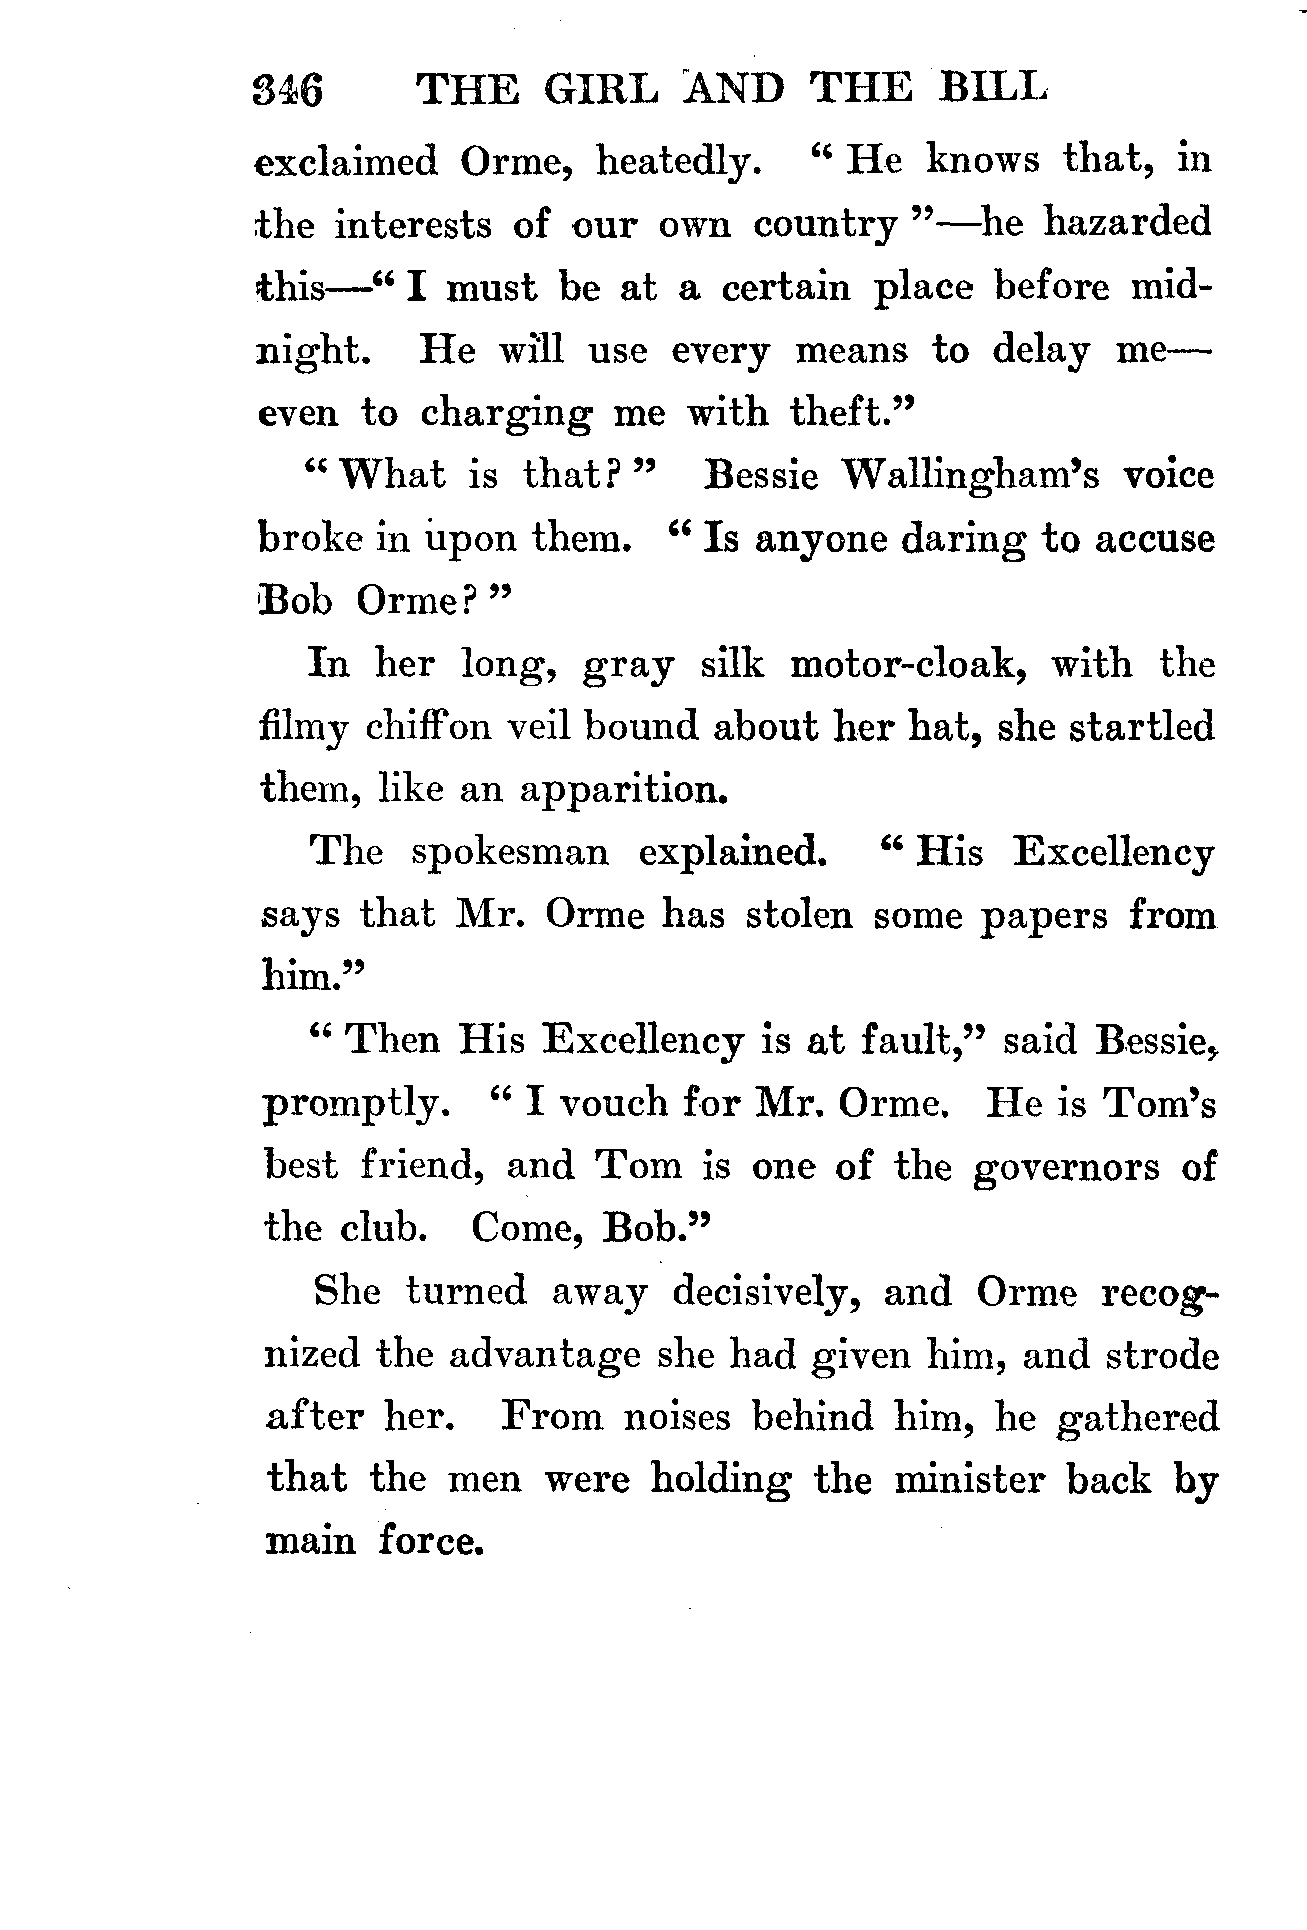 346 THE GIRL AND THE BILL
exclaimed Orme, heatedly. “ He knows that, in
the interests of our own country ”—he hazarded
this—“ I must be at a certain place before mid-
night. He will use every means to delay me—
even to charging me with theft.”
“ What is that? ” Bessie Wallingham’s voice
broke in upon them. “ Is anyone daring to accuse
Bob Orme? ”
In her long, gray silk motor-cloak, with the
filmy chiffon veil bound about her hat, she startled
them, like an apparition.
The spokesman explained. “ His Excellency
says that Mr. Orme has stolen some papers from
him.”
“ Then His Excellency is at fault,” said Bessie,
promptly. “ I vouch for Mr. Orme. He is Tom’s
best friend, and Tom is one of the governors of
the club. Come, Bob.”
She turned away decisively, and Orme recog-
nized the advantage she had given him, and strode
after her. From noises behind him, he gathered
that the men were holding the minister back by
main force.